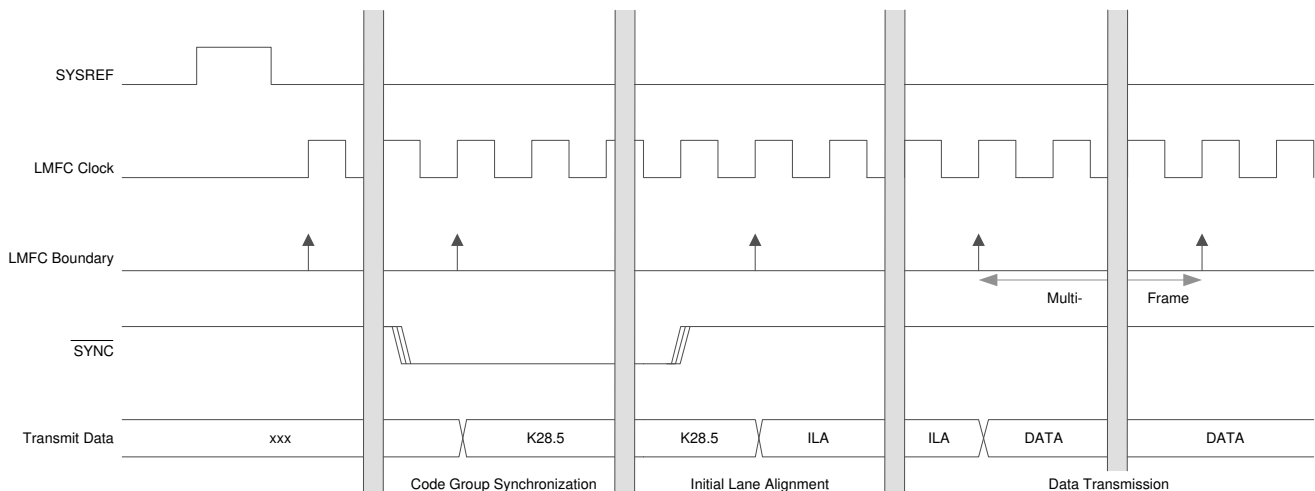 SYSREF
LMFC Clock
LMFC Boundary
Multi- Frame
SYNC
Transmit Data xxx K28.5 K28.5 ILA ILA DATA DATA
Code Group Synchronization Initial Lane Alignment Data Transmission